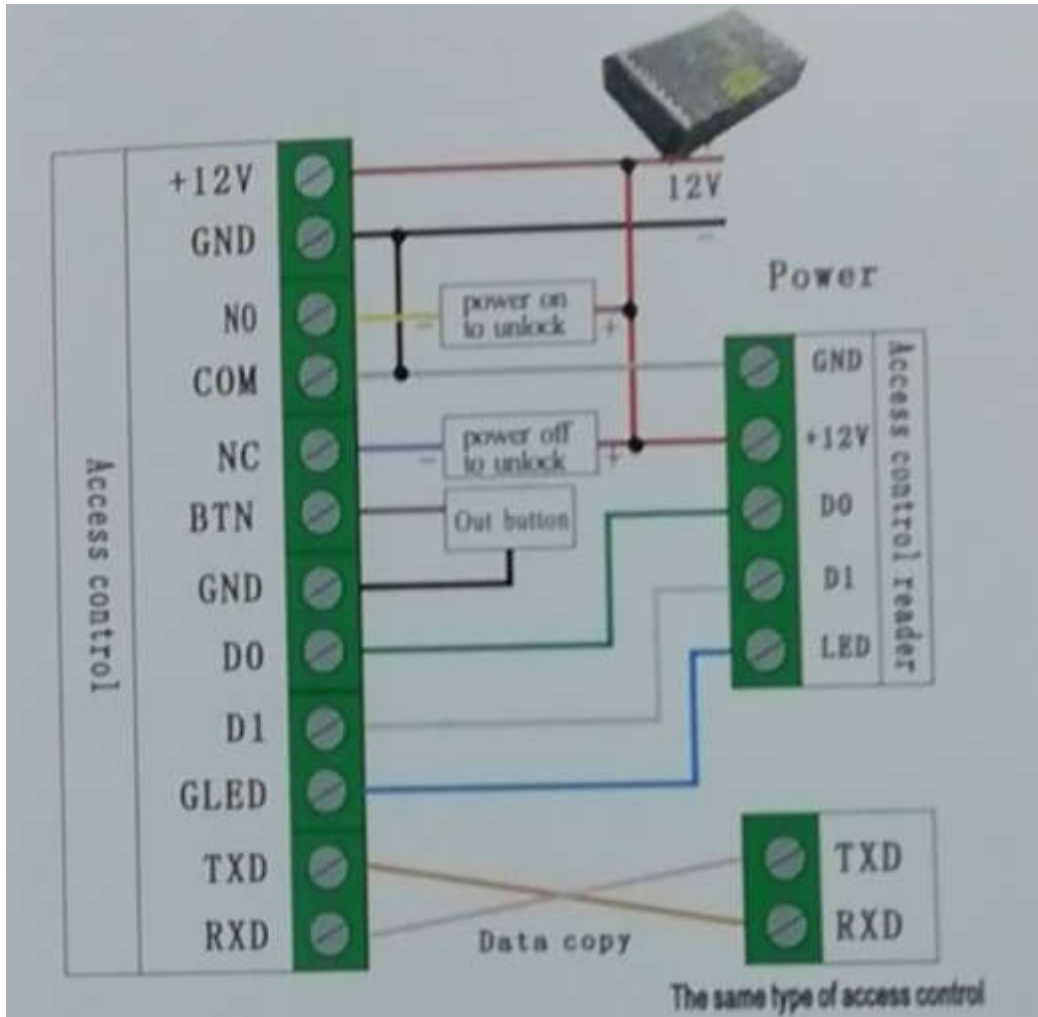 +12V
GND
NO
COM
NC
BTN
GND
D0
D1
GLED
TXD
RXD
Access control
+
12V
−
Power
− power on +
to unlock
− power off +
to unlock
Out button
GND
+12V
D0
D1
LED
Access control reader
TXD
RXD
Data copy
The same type of access control